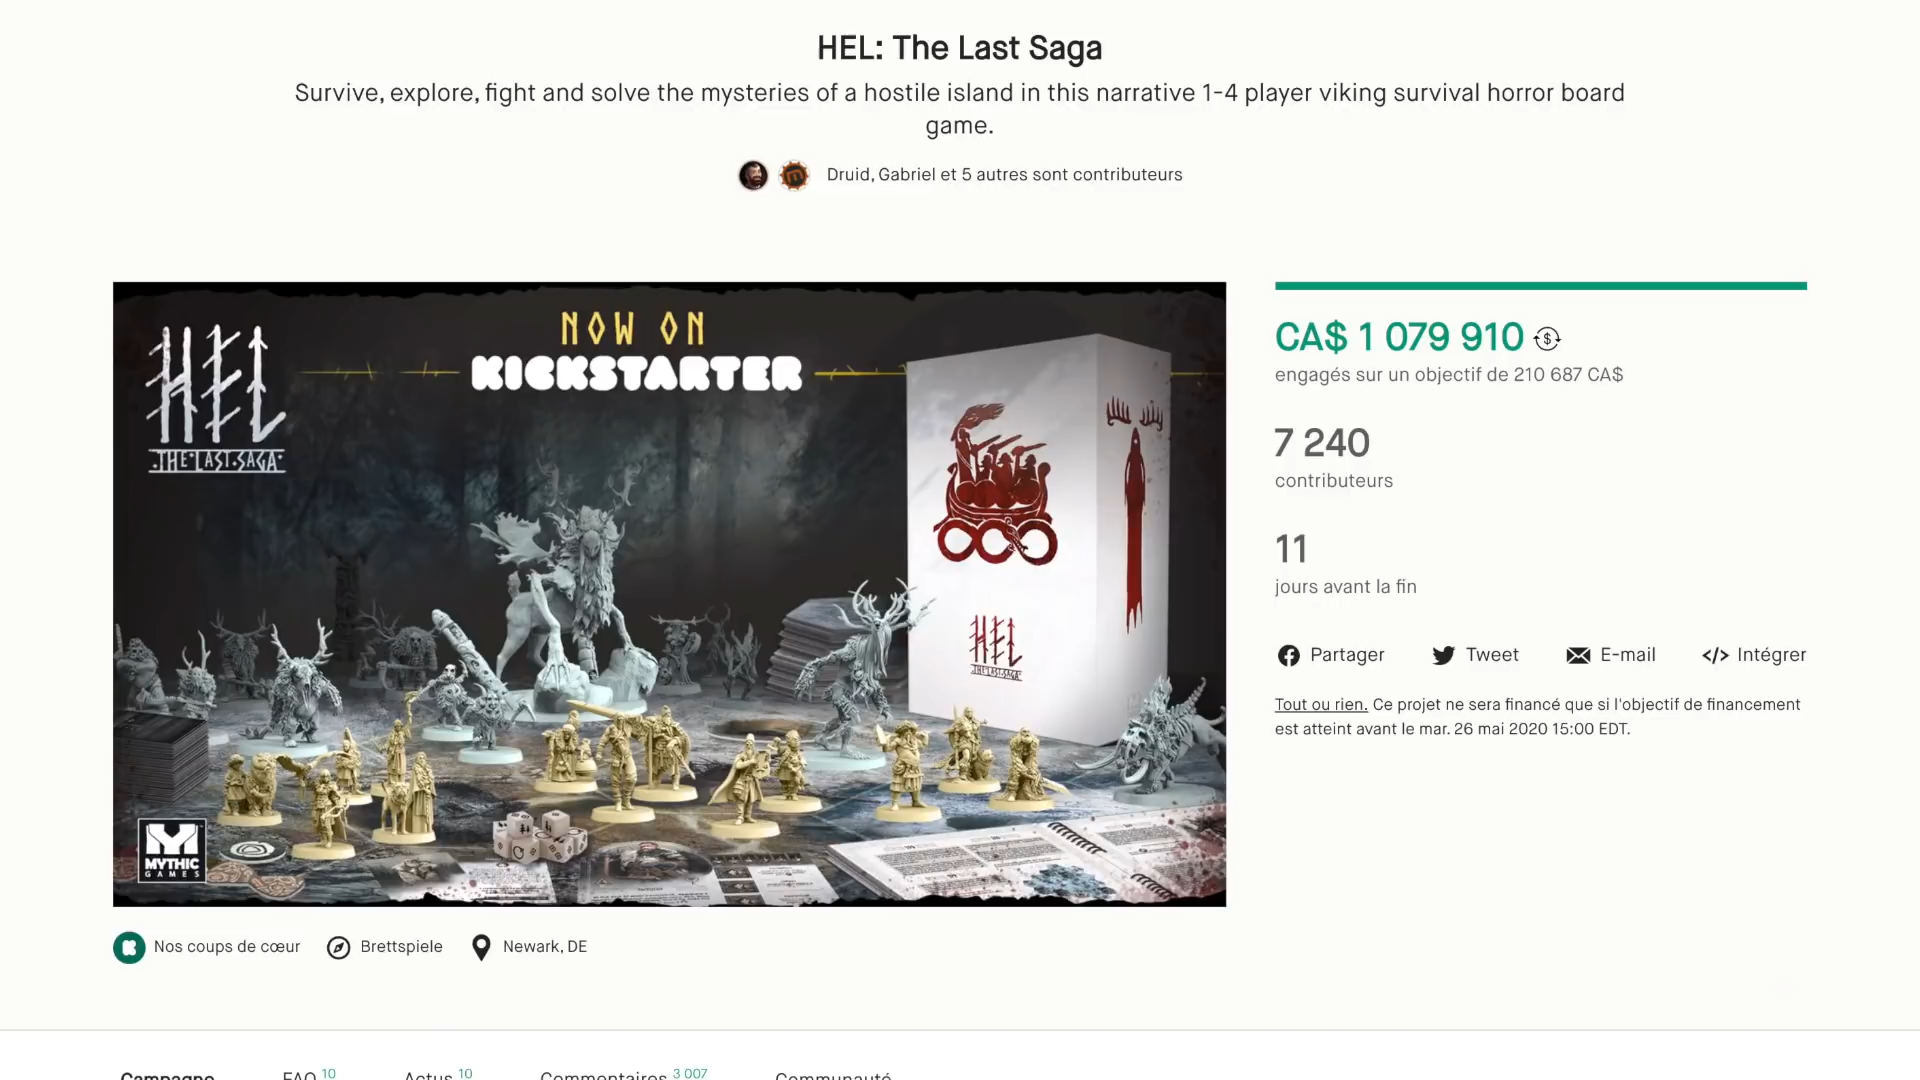 HEL: The Last Saga
Survive, explore, fight and solve the mysteries of a hostile island in this narrative 1-4 player viking survival horror board
game.
Druid, Gabriel et 5 autres sont contributeurs
HEL
THE LAST SAGA
NOW ON
KICKSTARTER
HEL
THE LAST SAGA
MYTHIC
GAMES
CA$ 1 079 910
engagés sur un objectif de 210 687 CA$
7 240
contributeurs
11
jours avant la fin
Partager
Tweet
E-mail
Intégrer
Tout ou rien. Ce projet ne sera financé que si l'objectif de financement
est atteint avant le mar. 26 mai 2020 15:00 EDT.
Nos coups de cœur
Brettspiele
Newark, DE
Campagne
FAQ 10
Actus 10
Commentaires 3 007
Communauté